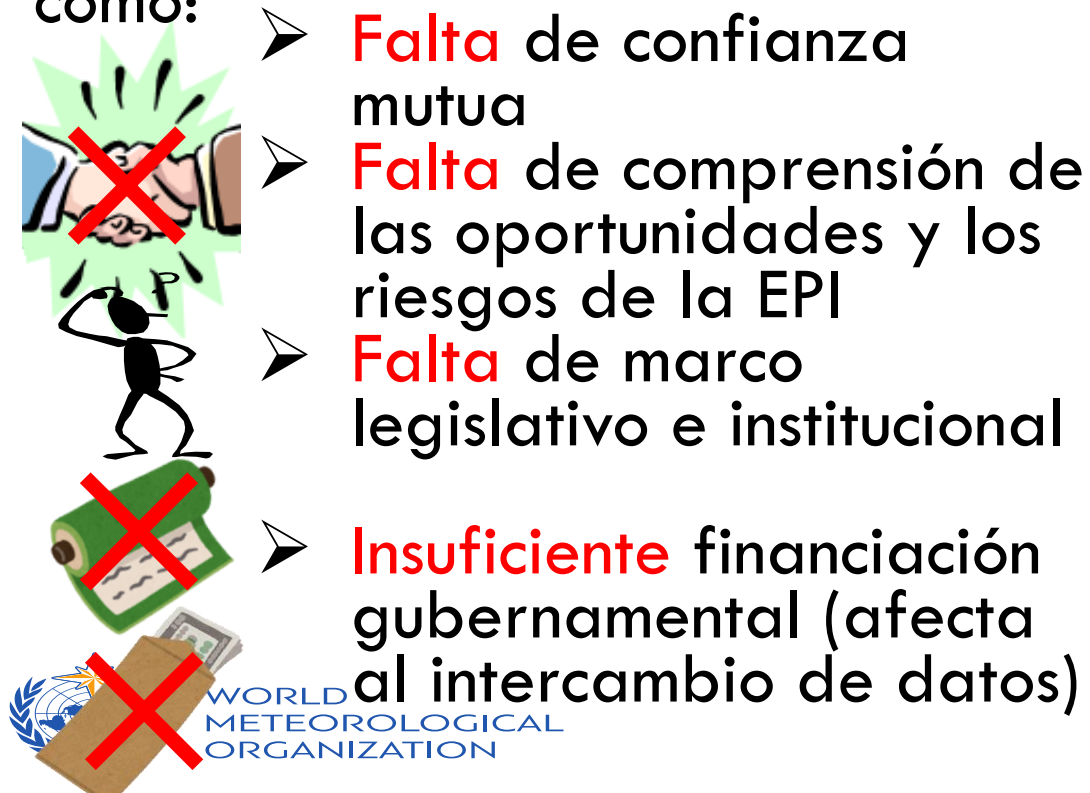 como:
➢ Falta de confianza
mutua
➢ Falta de comprensión de
las oportunidades y los
riesgos de la EPI
➢ Falta de marco
legislativo e institucional
➢ Insuficiente financiación
gubernamental (afecta
al intercambio de datos)
WORLD
METEOROLOGICAL
ORGANIZATION